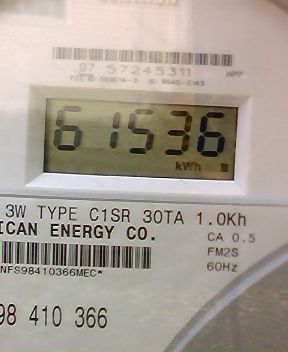 07 57245311 HPP
61536
kWh
3W TYPE C1SR 30TA 1.0Kh
ICAN ENERGY CO.
CA 0.5
FM2S
60Hz
NFS98410366MEC*
98 410 366